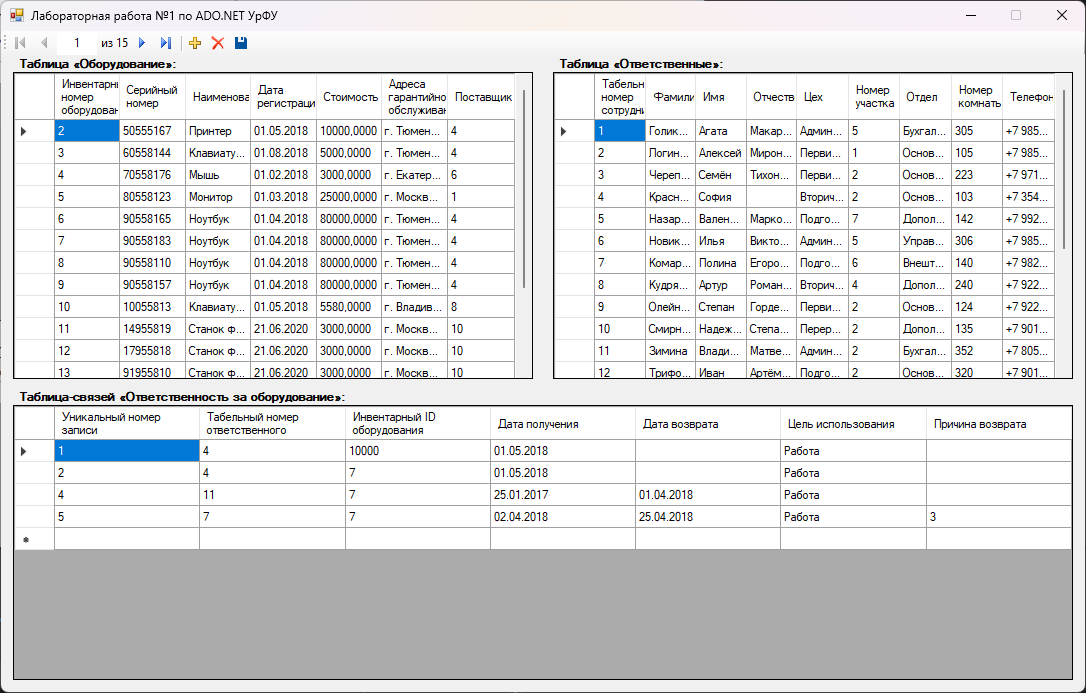 Лабораторная работа №1 по ADO.NET УрФУ
1 из 15
Таблица «Оборудование»:
Инвентарн номер оборудован Серийный номер Наименова Дата регистраци Стоимость Адреса гарантийно обслуживан Поставщик
2 50555167 Принтер 01.05.2018 10000,0000 г. Тюмен... 4
3 60558144 Клавиату... 01.08.2018 5000,0000 г. Тюмен... 4
4 70558176 Мышь 01.02.2018 3000,0000 г. Екатер... 6
5 80558123 Монитор 01.03.2018 25000,0000 г. Москв... 1
6 90558165 Ноутбук 01.04.2018 80000,0000 г. Тюмен... 4
7 90558183 Ноутбук 01.04.2018 80000,0000 г. Тюмен... 4
8 90558110 Ноутбук 01.04.2018 80000,0000 г. Тюмен... 4
9 90558157 Ноутбук 01.04.2018 80000,0000 г. Тюмен... 4
10 10055813 Клавиату... 01.05.2018 5580,0000 г. Владив... 8
11 14955819 Станок ф... 21.06.2020 3000,0000 г. Москв... 10
12 17955818 Станок ф... 21.06.2020 3000,0000 г. Москв... 10
13 91955810 Станок ф... 21.06.2020 3000,0000 г. Москв... 10
Таблица «Ответственные»:
Табельн номер сотрудни Фамили Имя Отчеств Цех Номер участка Отдел Номер комнать Телефон
1 Голик... Агата Макар... Админ... 5 Бухгал... 305 +7 985...
2 Логин... Алексей Мирон... Перви... 1 Основ... 105 +7 985...
3 Череп... Семён Тихон... Перви... 2 Основ... 223 +7 971...
4 Красн... София Вторич... 2 Основ... 103 +7 354...
5 Назар... Вален... Марко... Подго... 7 Допол... 142 +7 992...
6 Новик... Илья Викто... Админ... 5 Управ... 306 +7 985...
7 Комар... Полина Егоро... Подго... 6 Внешт... 140 +7 982...
8 Кудря... Артур Роман... Вторич... 4 Допол... 240 +7 922...
9 Олейн... Степан Горде... Перви... 2 Основ... 124 +7 922...
10 Смирн... Надеж... Степа... Перер... 2 Допол... 135 +7 901...
11 Зимина Влади... Матве... Админ... 2 Бухгал... 352 +7 805...
12 Трифо... Иван Артём... Подго... 2 Основ... 320 +7 901...
Таблица-связей «Ответственность за оборудование»:
Уникальный номер записи Табельный номер ответственного Инвентарный ID оборудования Дата получения Дата возврата Цель использования Причина возврата
1 4 10000 01.05.2018 Работа
2 4 7 01.05.2018 Работа
4 11 7 25.01.2017 01.04.2018 Работа
5 7 7 02.04.2018 25.04.2018 Работа 3